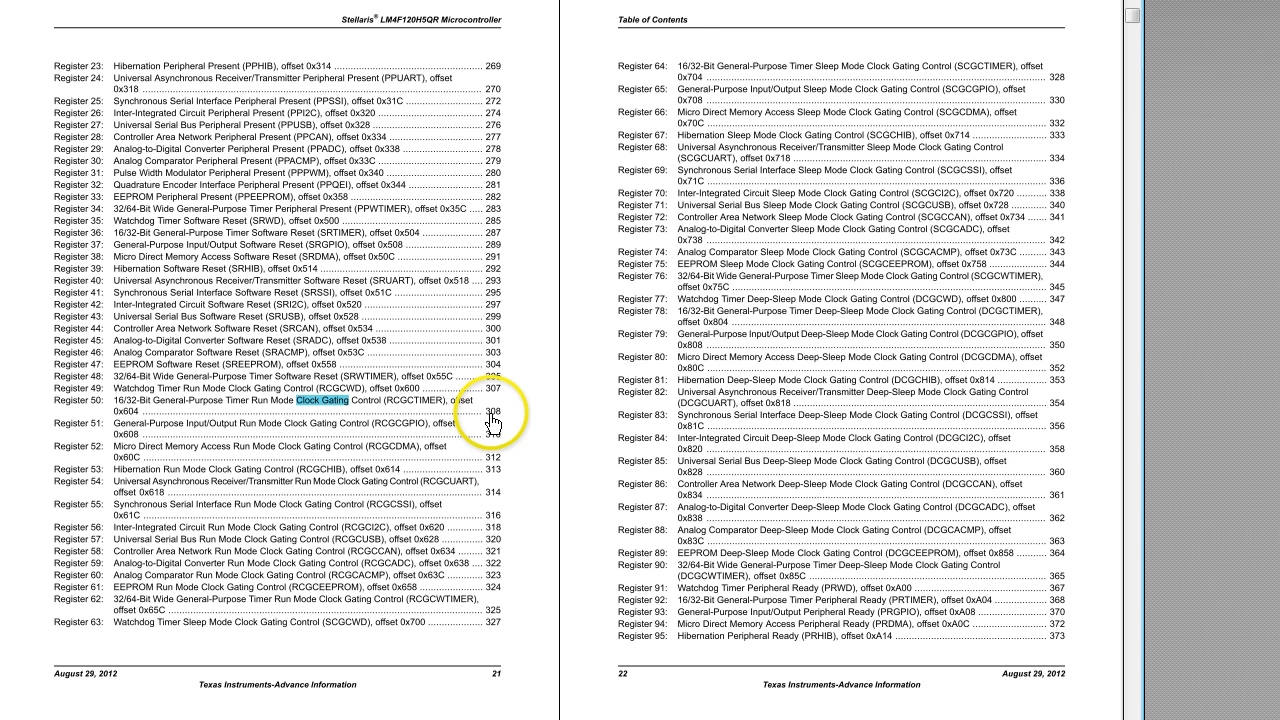 Stellaris® LM4F120H5QR Microcontroller
Register 23: Hibernation Peripheral Present (PPHIB), offset 0x314 ..... 269
Register 24: Universal Asynchronous Receiver/Transmitter Peripheral Present (PPUART), offset
0x318 ..... 270
Register 25: Synchronous Serial Interface Peripheral Present (PPSSI), offset 0x31C ..... 272
Register 26: Inter-Integrated Circuit Peripheral Present (PPI2C), offset 0x320 ..... 274
Register 27: Universal Serial Bus Peripheral Present (PPUSB), offset 0x328 ..... 276
Register 28: Controller Area Network Peripheral Present (PPCAN), offset 0x334 ..... 277
Register 29: Analog-to-Digital Converter Peripheral Present (PPADC), offset 0x338 ..... 278
Register 30: Analog Comparator Peripheral Present (PPACMP), offset 0x33C ..... 279
Register 31: Pulse Width Modulator Peripheral Present (PPPWM), offset 0x340 ..... 280
Register 32: Quadrature Encoder Interface Peripheral Present (PPQEI), offset 0x344 ..... 281
Register 33: EEPROM Peripheral Present (PPEEPROM), offset 0x358 ..... 282
Register 34: 32/64-Bit Wide General-Purpose Timer Peripheral Present (PPWTIMER), offset 0x35C ..... 283
Register 35: Watchdog Timer Software Reset (SRWD), offset 0x500 ..... 285
Register 36: 16/32-Bit General-Purpose Timer Software Reset (SRTIMER), offset 0x504 ..... 287
Register 37: General-Purpose Input/Output Software Reset (SRGPIO), offset 0x508 ..... 289
Register 38: Micro Direct Memory Access Software Reset (SRDMA), offset 0x50C ..... 291
Register 39: Hibernation Software Reset (SRHIB), offset 0x514 ..... 292
Register 40: Universal Asynchronous Receiver/Transmitter Software Reset (SRUART), offset 0x518 .... 293
Register 41: Synchronous Serial Interface Software Reset (SRSSI), offset 0x51C ..... 295
Register 42: Inter-Integrated Circuit Software Reset (SRI2C), offset 0x520 ..... 297
Register 43: Universal Serial Bus Software Reset (SRUSB), offset 0x528 ..... 299
Register 44: Controller Area Network Software Reset (SRCAN), offset 0x534 ..... 300
Register 45: Analog-to-Digital Converter Software Reset (SRADC), offset 0x538 ..... 301
Register 46: Analog Comparator Software Reset (SRACMP), offset 0x53C ..... 303
Register 47: EEPROM Software Reset (SREEPROM), offset 0x558 ..... 304
Register 48: 32/64-Bit Wide General-Purpose Timer Software Reset (SRWTIMER), offset 0x55C .....
Register 49: Watchdog Timer Run Mode Clock Gating Control (RCGCWD), offset 0x600 ..... 307
Register 50: 16/32-Bit General-Purpose Timer Run Mode Clock Gating Control (RCGCTIMER), offset
0x604 ..... 308
Register 51: General-Purpose Input/Output Run Mode Clock Gating Control (RCGCGPIO), offset
0x608 .....
Register 52: Micro Direct Memory Access Run Mode Clock Gating Control (RCGCDMA), offset
0x60C ..... 312
Register 53: Hibernation Run Mode Clock Gating Control (RCGCHIB), offset 0x614 ..... 313
Register 54: Universal Asynchronous Receiver/Transmitter Run Mode Clock Gating Control (RCGCUART),
offset 0x618 ..... 314
Register 55: Synchronous Serial Interface Run Mode Clock Gating Control (RCGCSSI), offset
0x61C ..... 316
Register 56: Inter-Integrated Circuit Run Mode Clock Gating Control (RCGCI2C), offset 0x620 ..... 318
Register 57: Universal Serial Bus Run Mode Clock Gating Control (RCGCUSB), offset 0x628 ..... 320
Register 58: Controller Area Network Run Mode Clock Gating Control (RCGCCAN), offset 0x634 ..... 321
Register 59: Analog-to-Digital Converter Run Mode Clock Gating Control (RCGCADC), offset 0x638 ..... 322
Register 60: Analog Comparator Run Mode Clock Gating Control (RCGCACMP), offset 0x63C ..... 323
Register 61: EEPROM Run Mode Clock Gating Control (RCGCEEPROM), offset 0x658 ..... 324
Register 62: 32/64-Bit Wide General-Purpose Timer Run Mode Clock Gating Control (RCGCWTIMER),
offset 0x65C ..... 325
Register 63: Watchdog Timer Sleep Mode Clock Gating Control (SCGCWD), offset 0x700 ..... 327
August 29, 2012 21
Texas Instruments-Advance Information
Table of Contents
Register 64: 16/32-Bit General-Purpose Timer Sleep Mode Clock Gating Control (SCGCTIMER), offset
0x704 ..... 328
Register 65: General-Purpose Input/Output Sleep Mode Clock Gating Control (SCGCGPIO), offset
0x708 ..... 330
Register 66: Micro Direct Memory Access Sleep Mode Clock Gating Control (SCGCDMA), offset
0x70C ..... 332
Register 67: Hibernation Sleep Mode Clock Gating Control (SCGCHIB), offset 0x714 ..... 333
Register 68: Universal Asynchronous Receiver/Transmitter Sleep Mode Clock Gating Control
(SCGCUART), offset 0x718 ..... 334
Register 69: Synchronous Serial Interface Sleep Mode Clock Gating Control (SCGCSSI), offset
0x71C ..... 336
Register 70: Inter-Integrated Circuit Sleep Mode Clock Gating Control (SCGCI2C), offset 0x720 ..... 338
Register 71: Universal Serial Bus Sleep Mode Clock Gating Control (SCGCUSB), offset 0x728 ..... 340
Register 72: Controller Area Network Sleep Mode Clock Gating Control (SCGCCAN), offset 0x734 ..... 341
Register 73: Analog-to-Digital Converter Sleep Mode Clock Gating Control (SCGCADC), offset
0x738 ..... 342
Register 74: Analog Comparator Sleep Mode Clock Gating Control (SCGCACMP), offset 0x73C ..... 343
Register 75: EEPROM Sleep Mode Clock Gating Control (SCGCEEPROM), offset 0x758 ..... 344
Register 76: 32/64-Bit Wide General-Purpose Timer Sleep Mode Clock Gating Control (SCGCWTIMER),
offset 0x75C ..... 345
Register 77: Watchdog Timer Deep-Sleep Mode Clock Gating Control (DCGCWD), offset 0x800 ..... 347
Register 78: 16/32-Bit General-Purpose Timer Deep-Sleep Mode Clock Gating Control (DCGCTIMER),
offset 0x804 ..... 348
Register 79: General-Purpose Input/Output Deep-Sleep Mode Clock Gating Control (DCGCGPIO), offset
0x808 ..... 350
Register 80: Micro Direct Memory Access Deep-Sleep Mode Clock Gating Control (DCGCDMA), offset
0x80C ..... 352
Register 81: Hibernation Deep-Sleep Mode Clock Gating Control (DCGCHIB), offset 0x814 ..... 353
Register 82: Universal Asynchronous Receiver/Transmitter Deep-Sleep Mode Clock Gating Control
(DCGCUART), offset 0x818 ..... 354
Register 83: Synchronous Serial Interface Deep-Sleep Mode Clock Gating Control (DCGCSSI), offset
0x81C ..... 356
Register 84: Inter-Integrated Circuit Deep-Sleep Mode Clock Gating Control (DCGCI2C), offset
0x820 ..... 358
Register 85: Universal Serial Bus Deep-Sleep Mode Clock Gating Control (DCGCUSB), offset
0x828 ..... 360
Register 86: Controller Area Network Deep-Sleep Mode Clock Gating Control (DCGCCAN), offset
0x834 ..... 361
Register 87: Analog-to-Digital Converter Deep-Sleep Mode Clock Gating Control (DCGCADC), offset
0x838 ..... 362
Register 88: Analog Comparator Deep-Sleep Mode Clock Gating Control (DCGCACMP), offset
0x83C ..... 363
Register 89: EEPROM Deep-Sleep Mode Clock Gating Control (DCGCEEPROM), offset 0x858 ..... 364
Register 90: 32/64-Bit Wide General-Purpose Timer Deep-Sleep Mode Clock Gating Control
(DCGCWTIMER), offset 0x85C ..... 365
Register 91: Watchdog Timer Peripheral Ready (PRWD), offset 0xA00 ..... 367
Register 92: 16/32-Bit General-Purpose Timer Peripheral Ready (PRTIMER), offset 0xA04 ..... 368
Register 93: General-Purpose Input/Output Peripheral Ready (PRGPIO), offset 0xA08 ..... 370
Register 94: Micro Direct Memory Access Peripheral Ready (PRDMA), offset 0xA0C ..... 372
Register 95: Hibernation Peripheral Ready (PRHIB), offset 0xA14 ..... 373
22 August 29, 2012
Texas Instruments-Advance Information